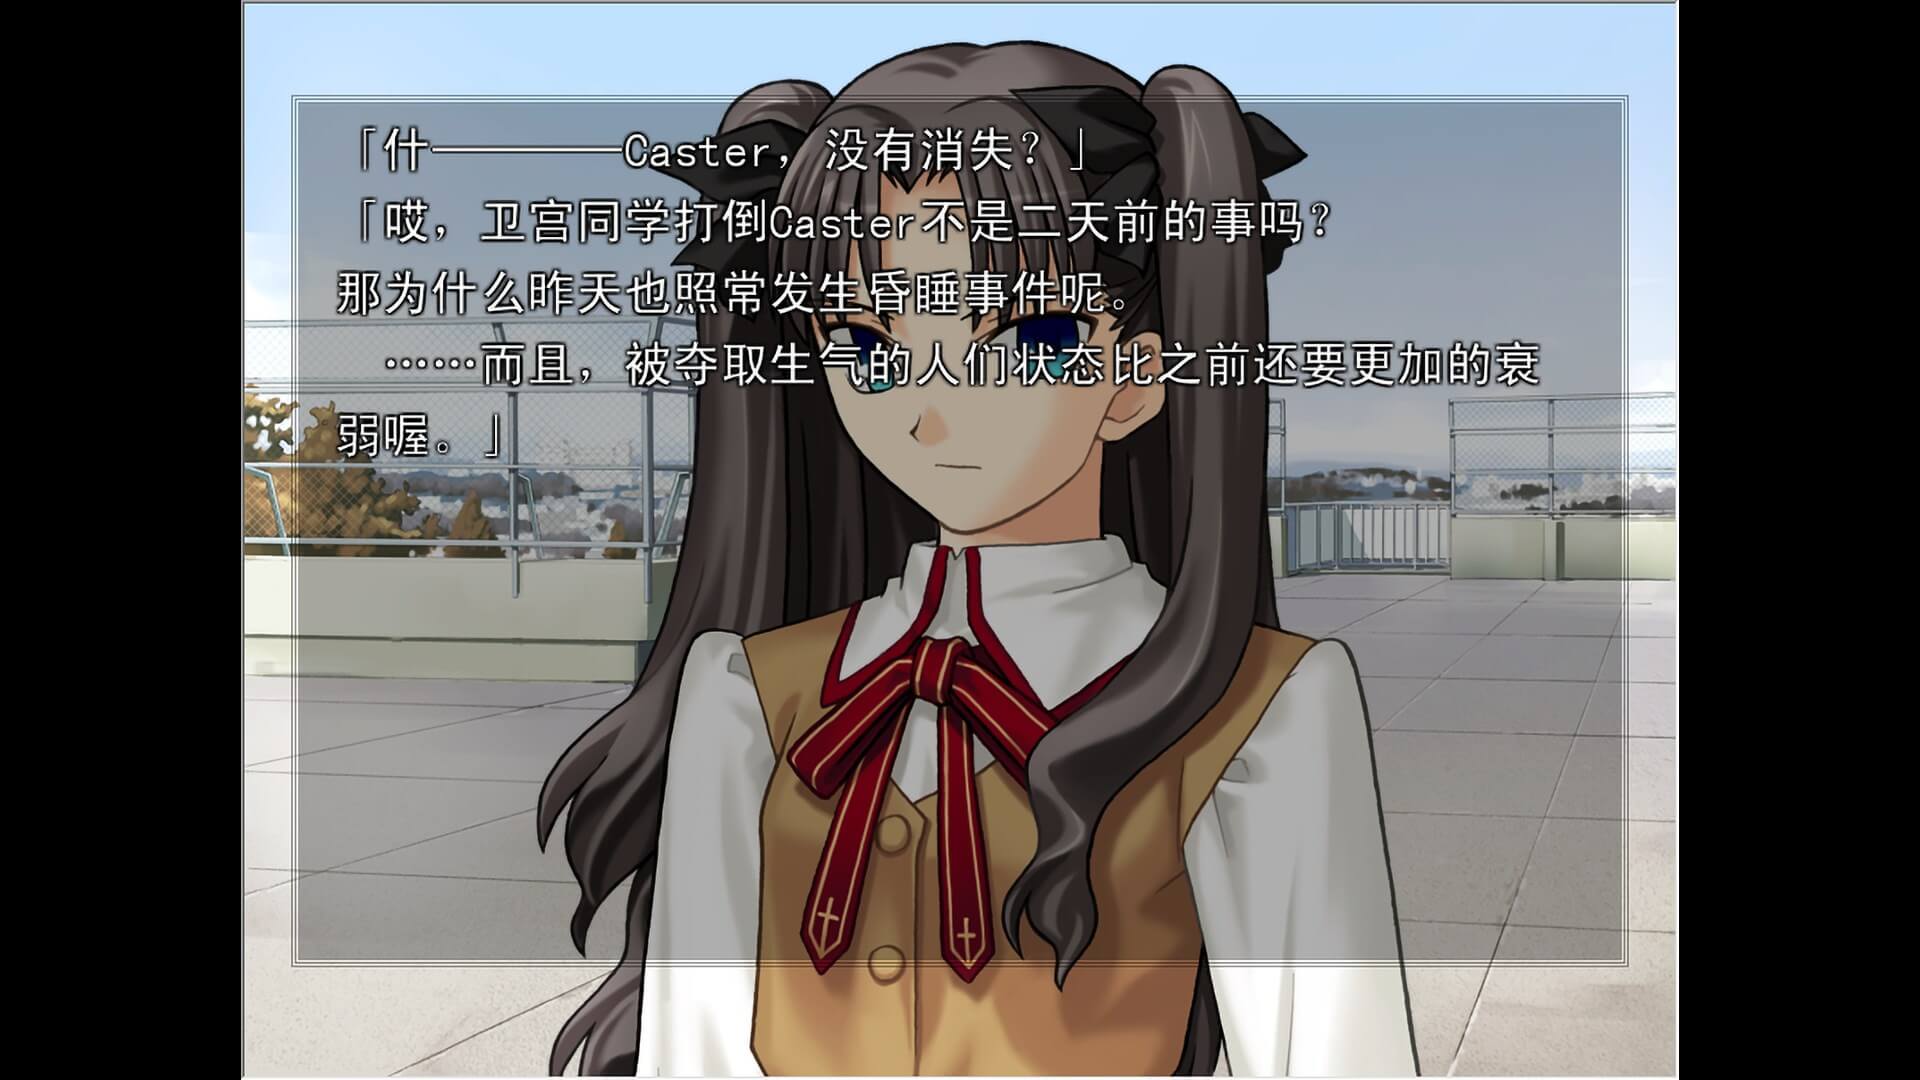 「什————Caster，没有消失？」
「哎，卫宫同学打倒Caster不是二天前的事吗？
那为什么昨天也照常发生昏睡事件呢。
……而且，被夺取生气的人们状态比之前还要更加的衰
弱喔。」